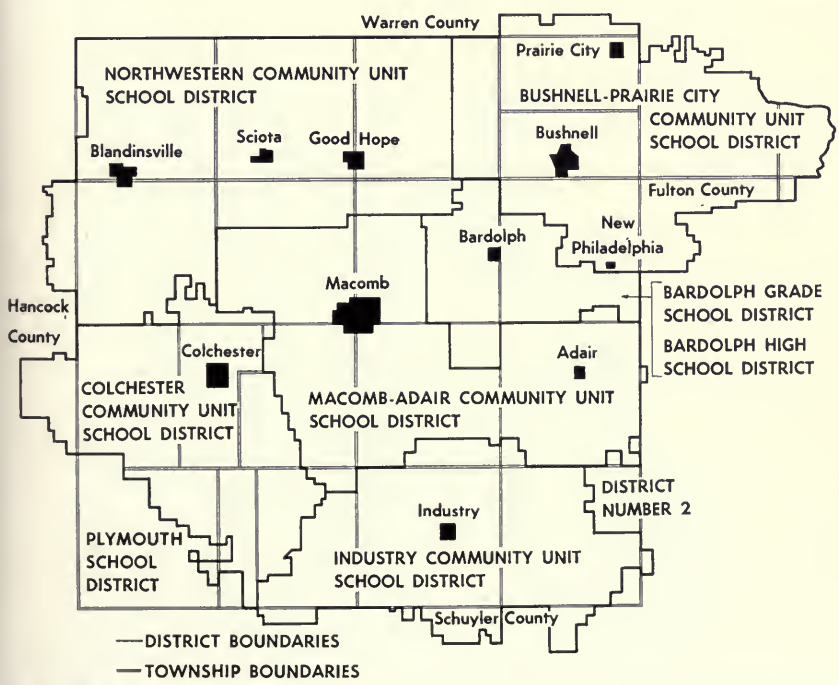 Warren County
Prairie City
NORTHWESTERN COMMUNITY UNIT
SCHOOL DISTRICT
BUSHNELL-PRAIRIE CITY
COMMUNITY UNIT
SCHOOL DISTRICT
Blandinsville
Sciota
Good Hope
Bushnell
Fulton County
Bardolph
New
Philadelphia
Hancock
County
Macomb
BARDOLPH GRADE
SCHOOL DISTRICT
BARDOLPH HIGH
SCHOOL DISTRICT
Colchester
Adair
COLCHESTER
COMMUNITY UNIT
SCHOOL DISTRICT
MACOMB-ADAIR COMMUNITY UNIT
SCHOOL DISTRICT
DISTRICT
NUMBER 2
Industry
PLYMOUTH
SCHOOL
DISTRICT
INDUSTRY COMMUNITY UNIT
SCHOOL DISTRICT
Schuyler County
DISTRICT BOUNDARIES
TOWNSHIP BOUNDARIES